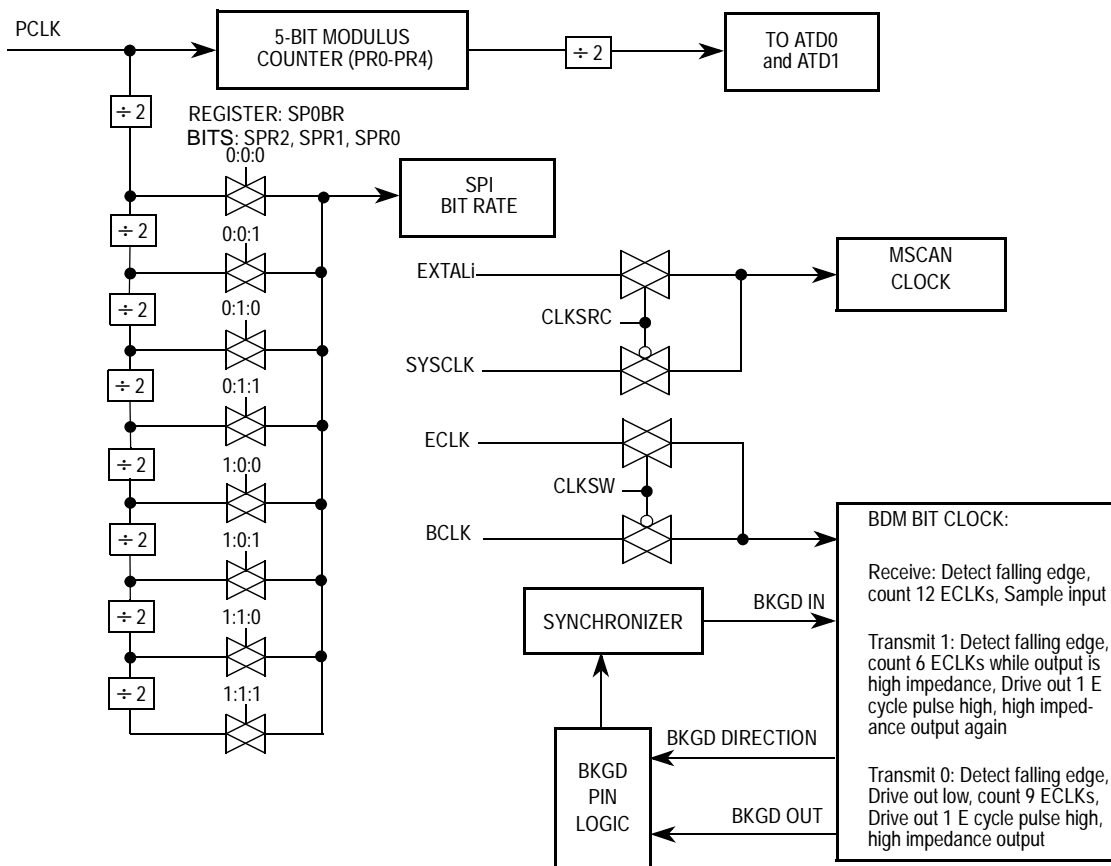 PCLK
5-BIT MODULUS
COUNTER (PR0-PR4)
÷ 2
TO ATD0
and ATD1
÷ 2
REGISTER: SP0BR
BITS: SPR2, SPR1, SPR0
0:0:0
SPI
BIT RATE
÷ 2
0:0:1
÷ 2
0:1:0
÷ 2
0:1:1
÷ 2
1:0:0
÷ 2
1:0:1
÷ 2
1:1:0
÷ 2
1:1:1
EXTALi
MSCAN
CLOCK
CLKSRC
SYSCLK
ECLK
CLKSW
BCLK
BDM BIT CLOCK:
Receive: Detect falling edge,
count 12 ECLKs, Sample input
Transmit 1: Detect falling edge,
count 6 ECLKs while output is
high impedance, Drive out 1 E
cycle pulse high, high imped-
ance output again
Transmit 0: Detect falling edge,
Drive out low, count 9 ECLKs,
Drive out 1 E cycle pulse high,
high impedance output
SYNCHRONIZER
BKGD IN
BKGD DIRECTION
BKGD
PIN
LOGIC
BKGD OUT